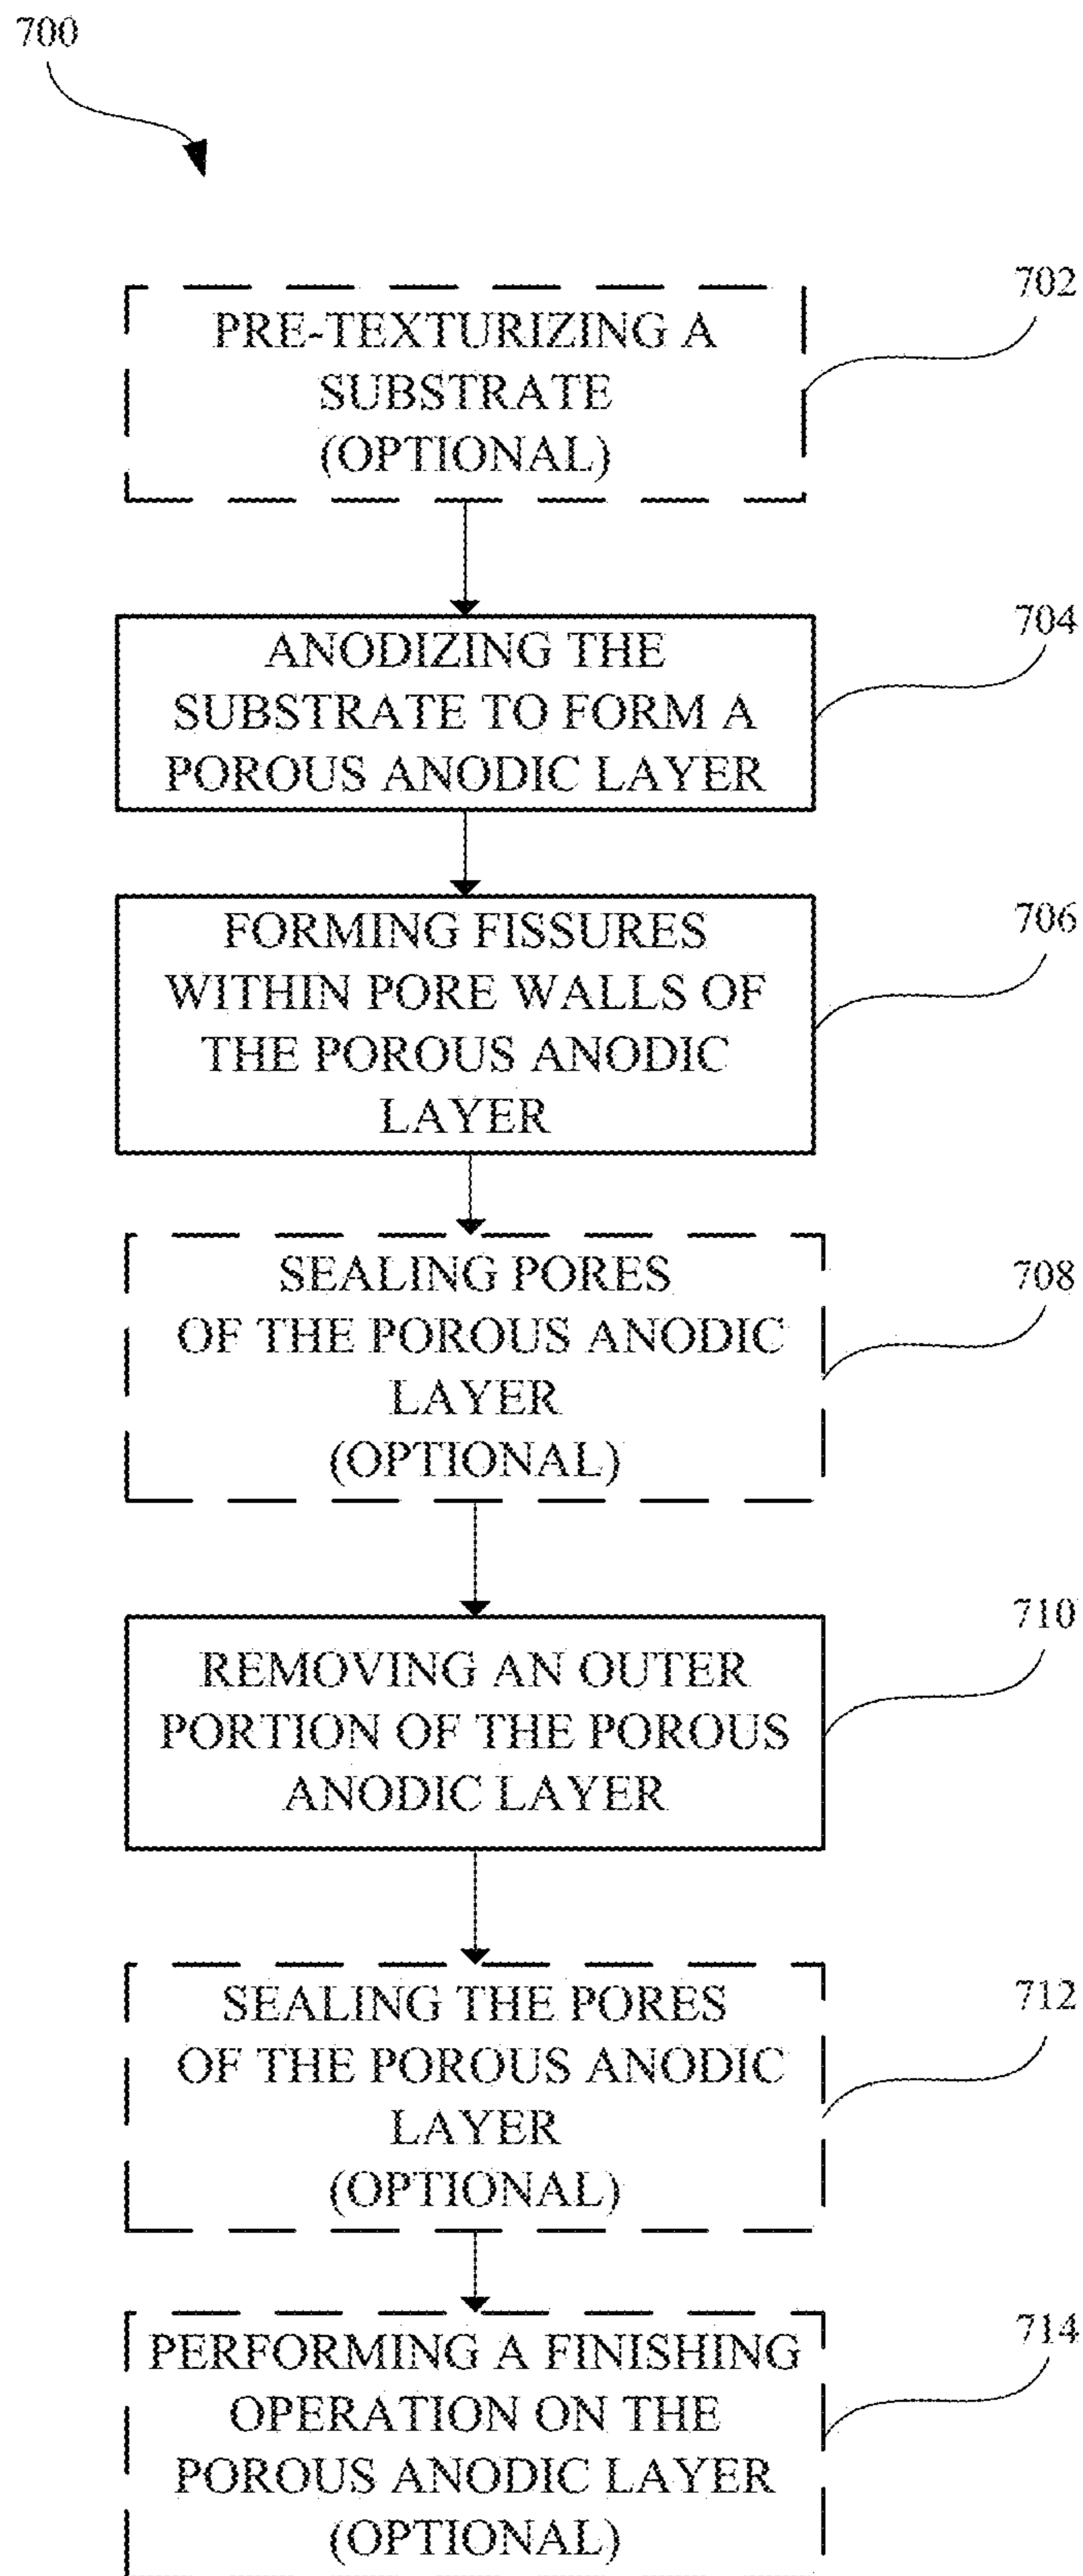 700
702
PRE-TEXTURIZING A
SUBSTRATE
(OPTIONAL)
704
ANODIZING THE
SUBSTRATE TO FORM A
POROUS ANODIC LAYER
706
FORMING FISSURES
WITHIN PORE WALLS OF
THE POROUS ANODIC
LAYER
708
SEALING PORES
OF THE POROUS ANODIC
LAYER
(OPTIONAL)
710
REMOVING AN OUTER
PORTION OF THE POROUS
ANODIC LAYER
712
SEALING THE PORES
OF THE POROUS ANODIC
LAYER
(OPTIONAL)
714
PERFORMING A FINISHING
OPERATION ON THE
POROUS ANODIC LAYER
(OPTIONAL)